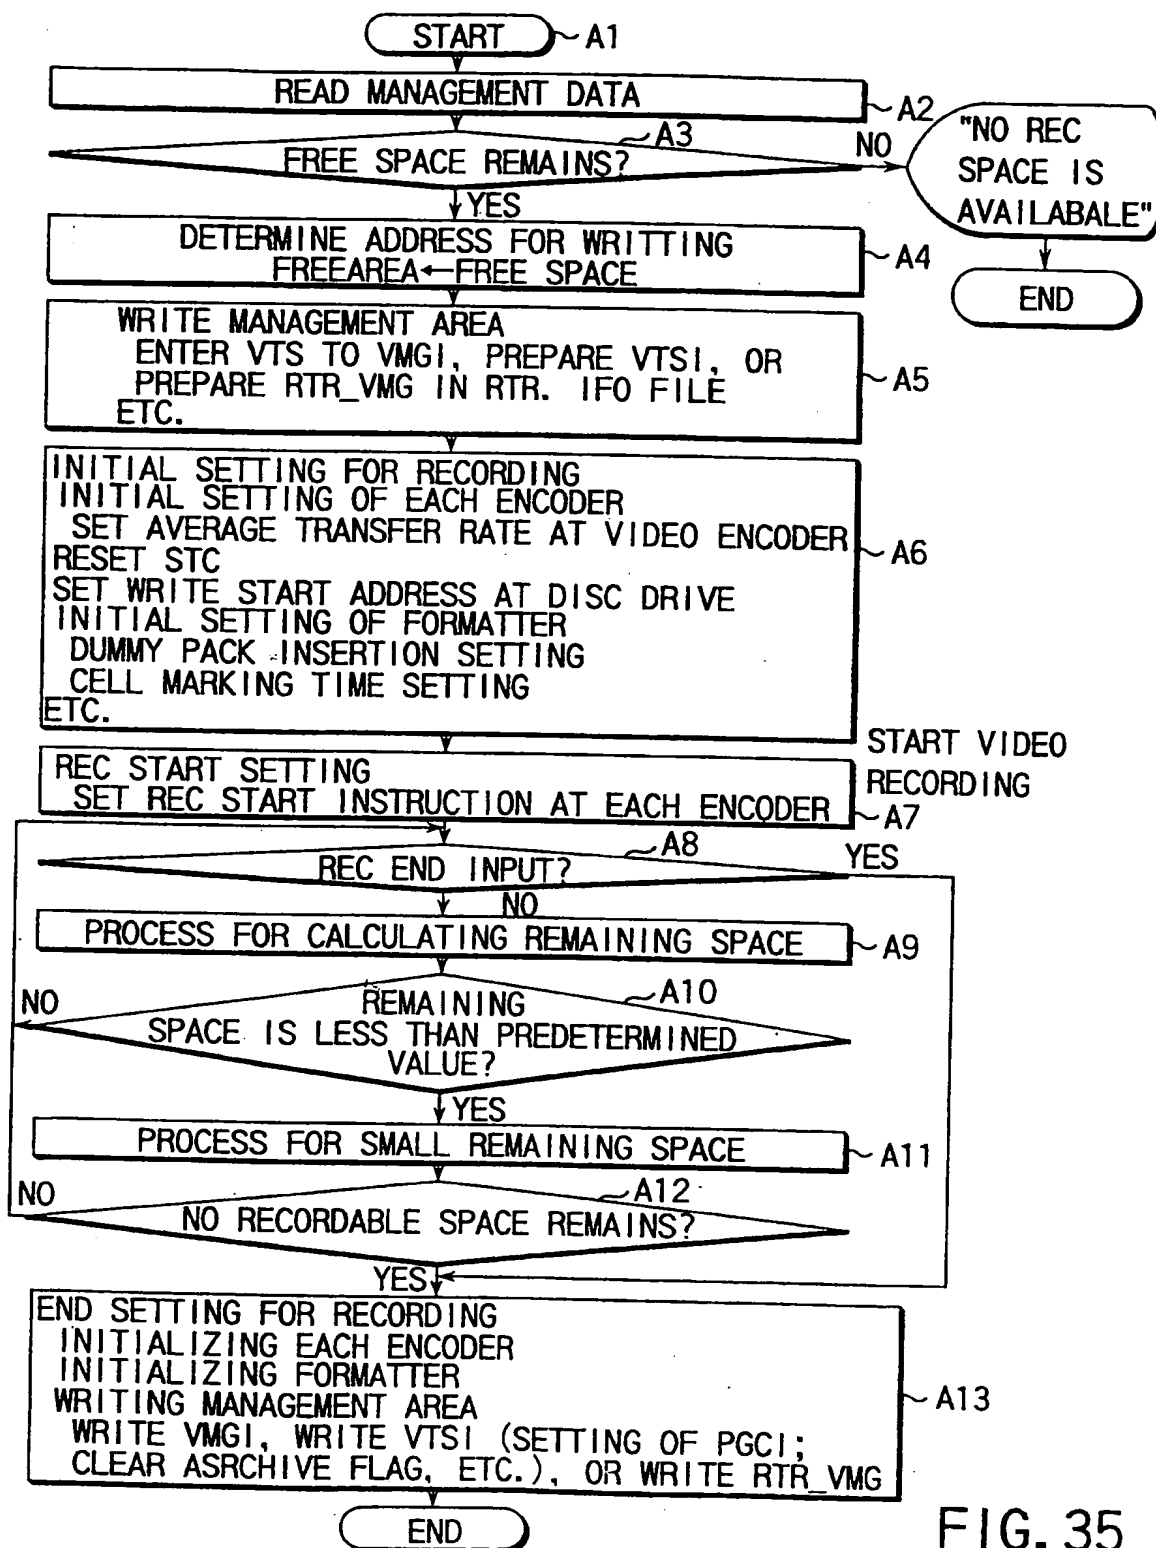 START
A1
READ MANAGEMENT DATA
A2
A3
FREE SPACE REMAINS?
NO
"NO REC
SPACE IS
AVAILABALE"
END
YES
DETERMINE ADDRESS FOR WRITTING
FREEAREA←FREE SPACE
A4
WRITE MANAGEMENT AREA
ENTER VTS TO VMGI, PREPARE VTSI, OR
PREPARE RTR_VMG IN RTR. IFO FILE
ETC.
A5
INITIAL SETTING FOR RECORDING
INITIAL SETTING OF EACH ENCODER
SET AVERAGE TRANSFER RATE AT VIDEO ENCODER
RESET STC
SET WRITE START ADDRESS AT DISC DRIVE
INITIAL SETTING OF FORMATTER
DUMMY PACK INSERTION SETTING
CELL MARKING TIME SETTING
ETC.
A6
START VIDEO
RECORDING
REC START SETTING
SET REC START INSTRUCTION AT EACH ENCODER
A7
A8
REC END INPUT?
YES
NO
PROCESS FOR CALCULATING REMAINING SPACE
A9
A10
NO
REMAINING
SPACE IS LESS THAN PREDETERMINED
VALUE?
YES
PROCESS FOR SMALL REMAINING SPACE
A11
A12
NO
NO RECORDABLE SPACE REMAINS?
YES
END SETTING FOR RECORDING
INITIALIZING EACH ENCODER
INITIALIZING FORMATTER
WRITING MANAGEMENT AREA
WRITE VMGI, WRITE VTSI (SETTING OF PGCI;
CLEAR ASRCHIVE FLAG, ETC.), OR WRITE RTR_VMG
A13
END
FIG. 35